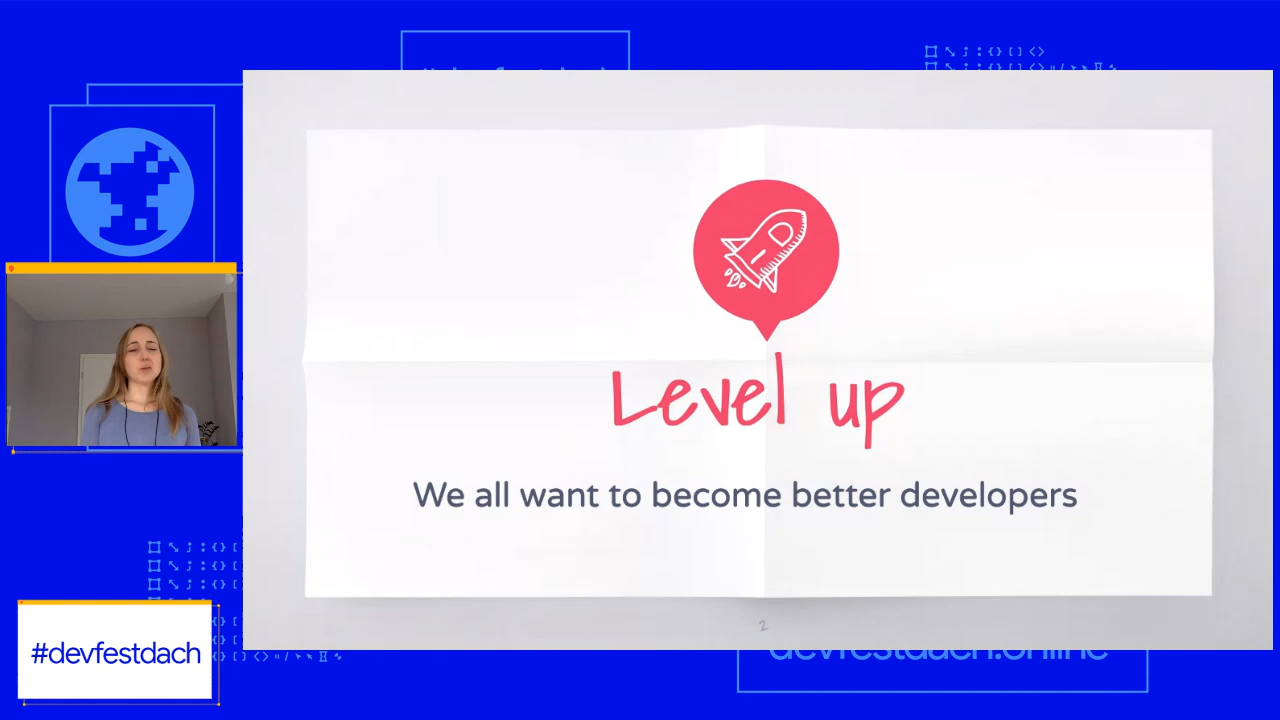 Level up
We all want to become better developers
2
#devfestdach
devfestdach.online